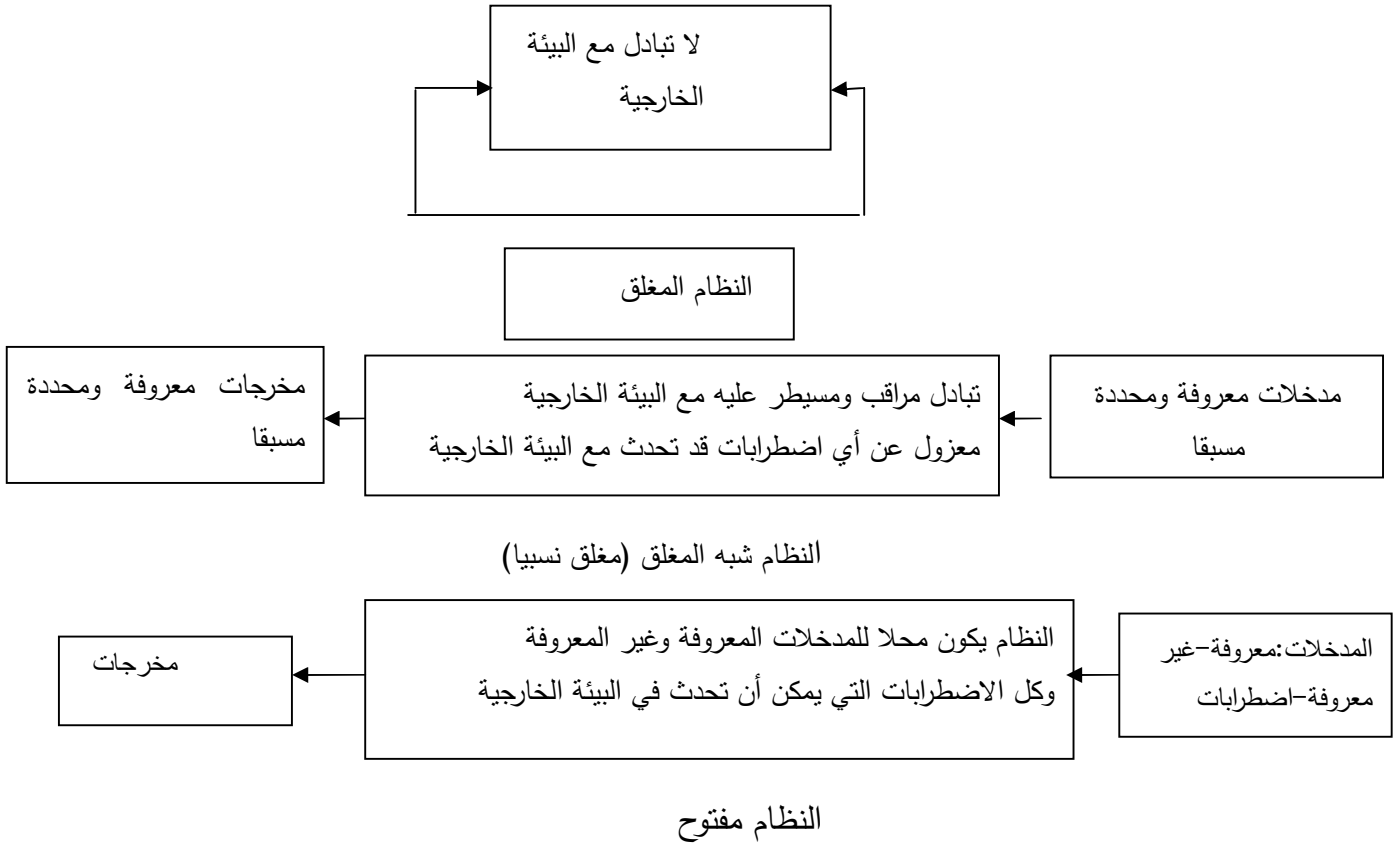 لا تبادل مع البيئة
الخارجية
النظام المغلق
مدخلات معروفة ومحددة
مسبقا
تبادل مراقب ومسيطر عليه مع البيئة الخارجية
معزول عن أي اضطرابات قد تحدث مع البيئة الخارجية
مخرجات معروفة ومحددة
مسبقا
النظام شبه المغلق (مغلق نسبيا)
المدخلات:معروفة-غير
معروفة-اضطرابات
النظام يكون محلا للمدخلات المعروفة وغير المعروفة
وكل الاضطرابات التي يمكن أن تحدث في البيئة الخارجية
مخرجات
النظام مفتوح